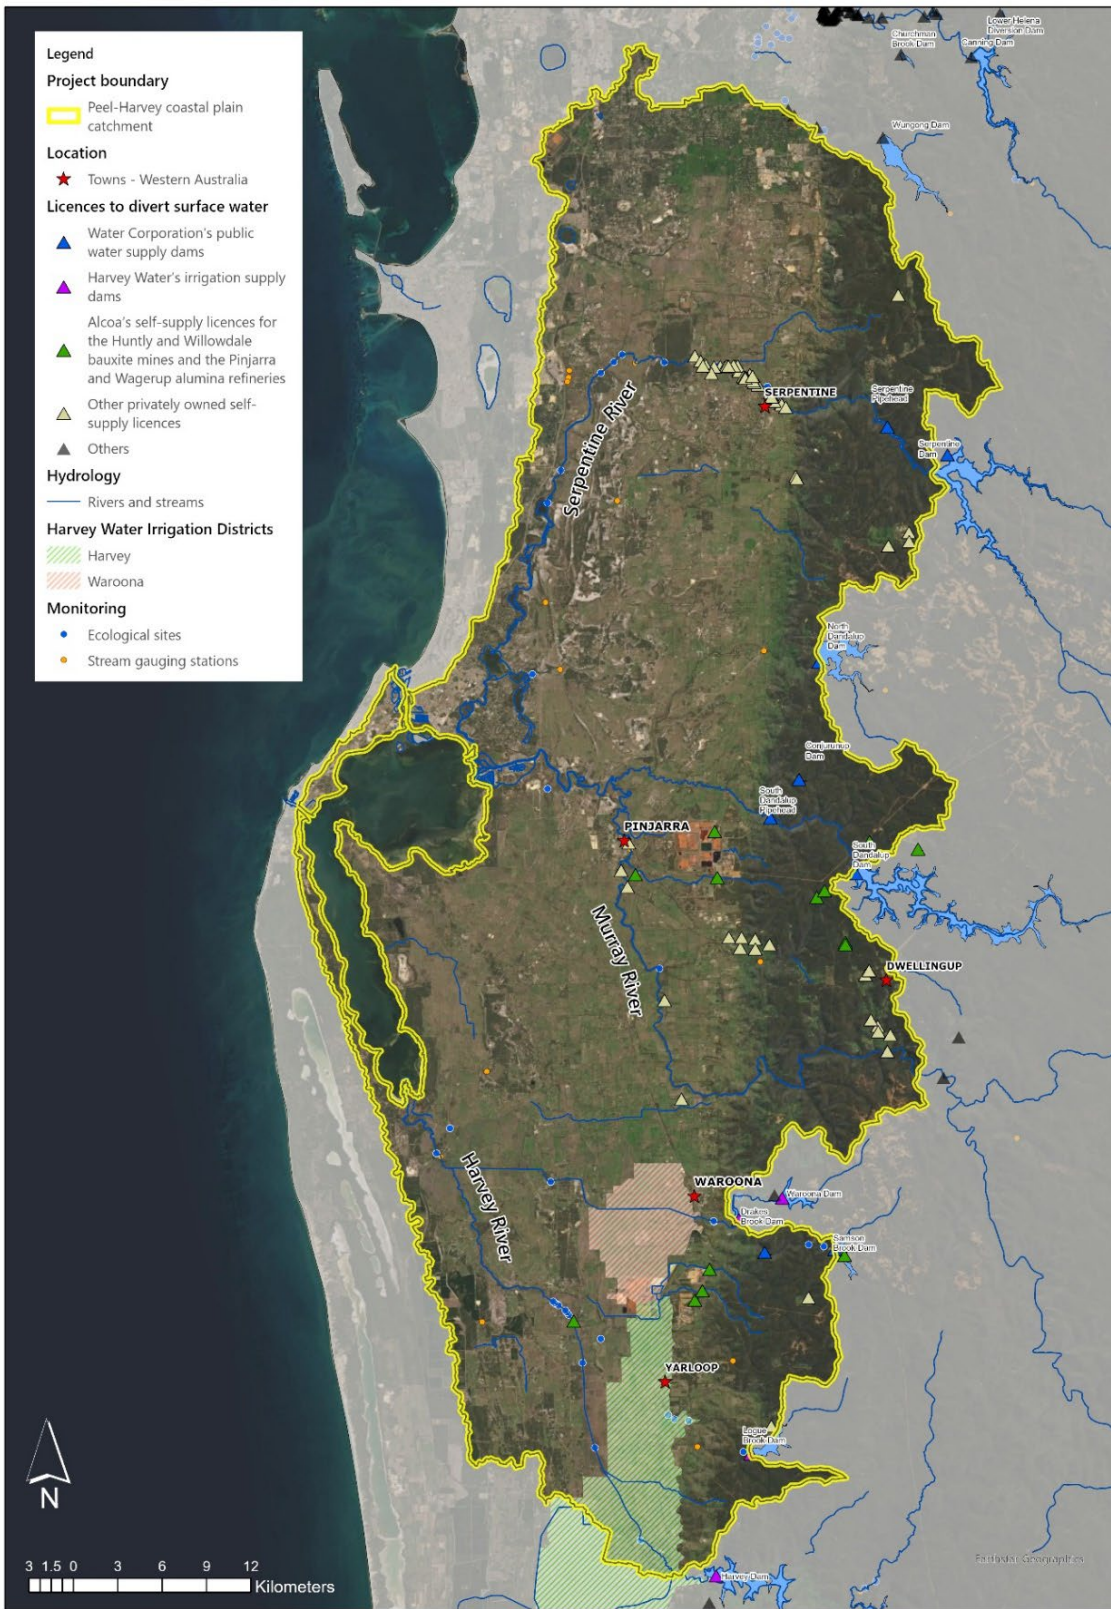 Legend
Project boundary
Peel-Harvey coastal plain
catchment
Location
Towns - Western Australia
Licences to divert surface water
Water Corporation's public
water supply dams
Harvey Water's irrigation supply
dams
Alcoa's self-supply licences for
the Huntly and Willowdale
bauxite mines and the Pinjarra
and Wagerup alumina refineries
Other privately owned self-
supply licences
Others
Hydrology
Rivers and streams
Harvey Water Irrigation Districts
Harvey
Waroona
Monitoring
Ecological sites
Stream gauging stations
Churchman
Brook Dam
Lower Helena
Diversion Dam
Canning Dam
Wungong Dam
SERPENTINE
Serpentine
Pipehead
Serpentine
Dam
Serpentine River
North
Dandalup
Dam
Conjurunup
Dam
South
Dandalup
Pipehead
PINJARRA
South
Dandalup
Dam
Murray River
DWELLINGUP
Harvey River
WAROONA
Waroona Dam
Drakes
Brook Dam
Samson
Brook Dam
YARLOOP
Logue
Brook Dam
Harvey Dam
N
3 1.5 0 3 6 9 12
Kilometers
Earthstar Geographics